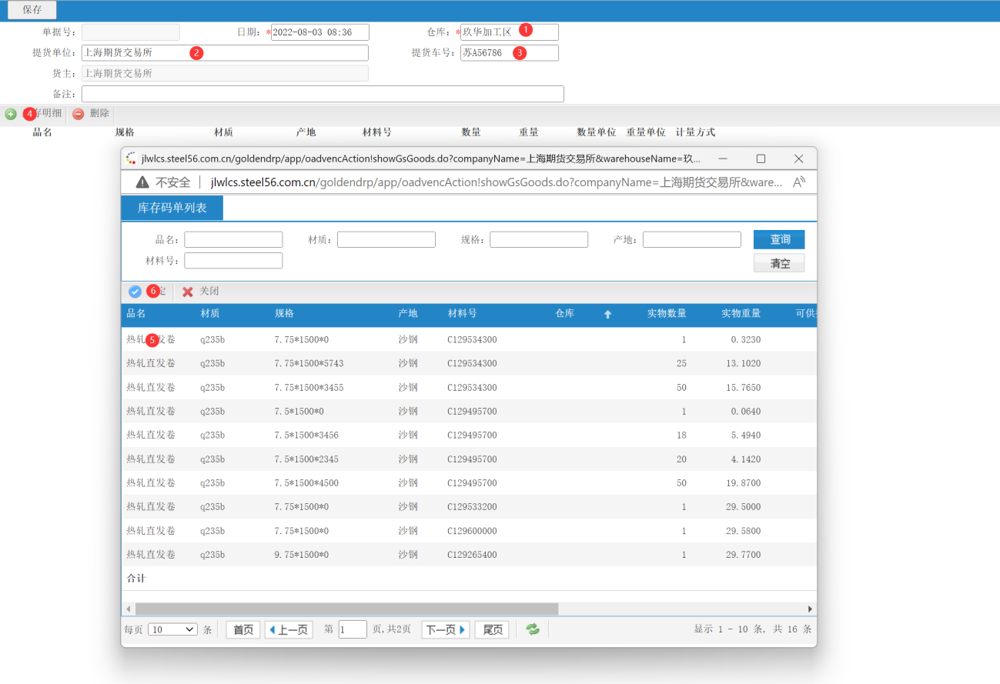 保存
单据号: 日期: *2022-08-03 08:36 仓库: *玖华加工区 1
提货单位: 上海期货交易所 2 提货车号: 苏A56786 3
货主: 上海期货交易所
备注:
4 存明细 删除
品名 规格 材质 产地 材料号 数量 重量 数量单位 重量单位 计量方式
jlwlcs.steel56.com.cn/goldendrp/app/oadvencAction!showGsGoods.do?companyName=上海期货交易所&warehouseName=玖...
不安全 jlwlcs.steel56.com.cn/goldendrp/app/oadvencAction!showGsGoods.do?companyName=上海期货交易所&ware... A
库存码单列表
品名: 材质: 规格: 产地: 查询
材料号: 清空
6 定 关闭
品名 材质 规格 产地 材料号 仓库 实物数量 实物重量 可供
热轧 5 发卷 q235b 7.75*1500*0 沙钢 C129534300 1 0.3230
热轧直发卷 q235b 7.75*1500*5743 沙钢 C129534300 25 13.1020
热轧直发卷 q235b 7.75*1500*3455 沙钢 C129534300 50 15.7650
热轧直发卷 q235b 7.5*1500*0 沙钢 C129495700 1 0.0640
热轧直发卷 q235b 7.5*1500*3456 沙钢 C129495700 18 5.4940
热轧直发卷 q235b 7.5*1500*2345 沙钢 C129495700 20 4.1420
热轧直发卷 q235b 7.5*1500*4500 沙钢 C129495700 50 19.8700
热轧直发卷 q235b 7.75*1500*0 沙钢 C129533200 1 29.5000
热轧直发卷 q235b 7.75*1500*0 沙钢 C129600000 1 29.5800
热轧直发卷 q235b 9.75*1500*0 沙钢 C129265400 1 29.7700
合计
每页 10 条 首页 上一页 第 1 页,共2页 下一页 尾页 显示 1 - 10 条, 共 16 条